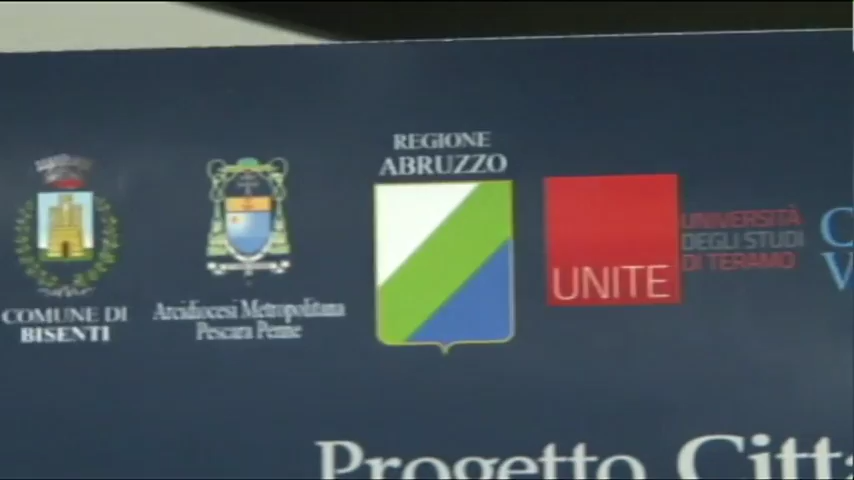 COMUNE DI
BISENTI
Arcidiocesi Metropolitana
Pescara Penne
REGIONE
ABRUZZO
UNITE
UNIVERSITÀ
DEGLI STUDI
DI TERAMO
Progetto